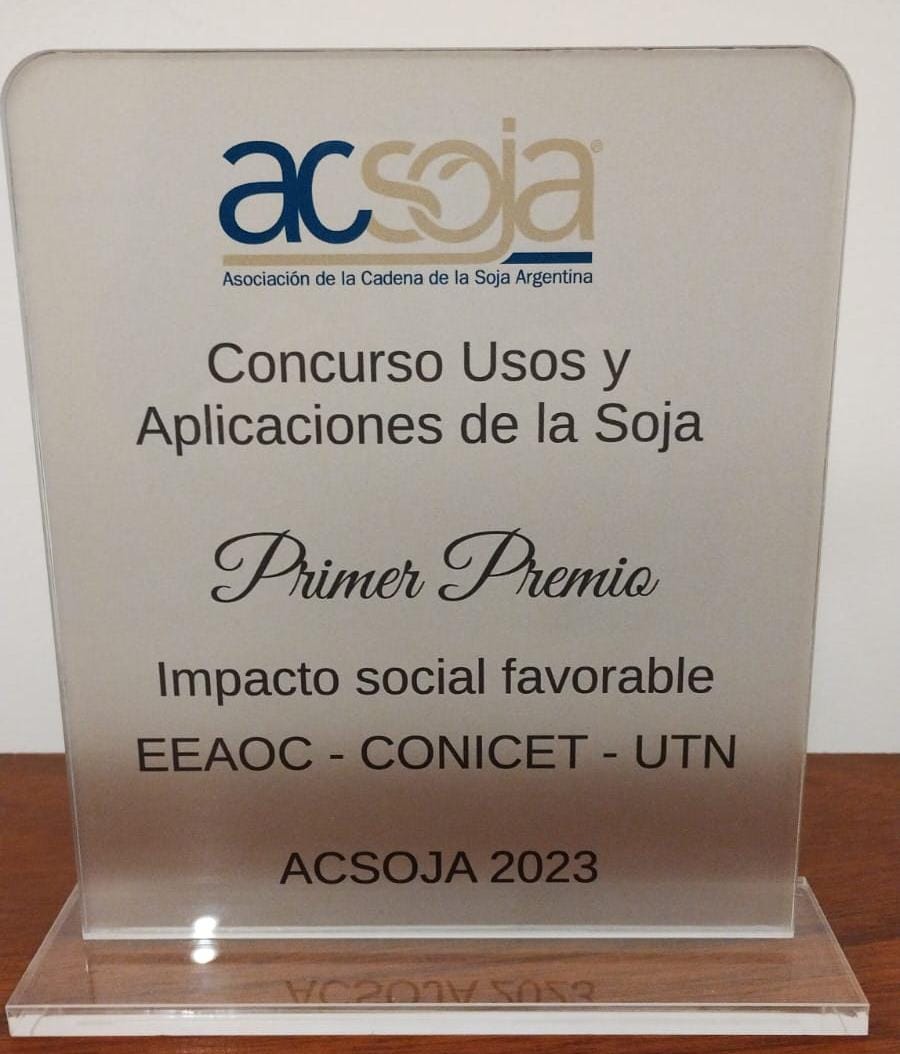 acsoja®
Asociación de la Cadena de la Soja Argentina
Concurso Usos y
Aplicaciones de la Soja
Primer Premio
Impacto social favorable
EEAOC - CONICET - UTN
ACSOJA 2023